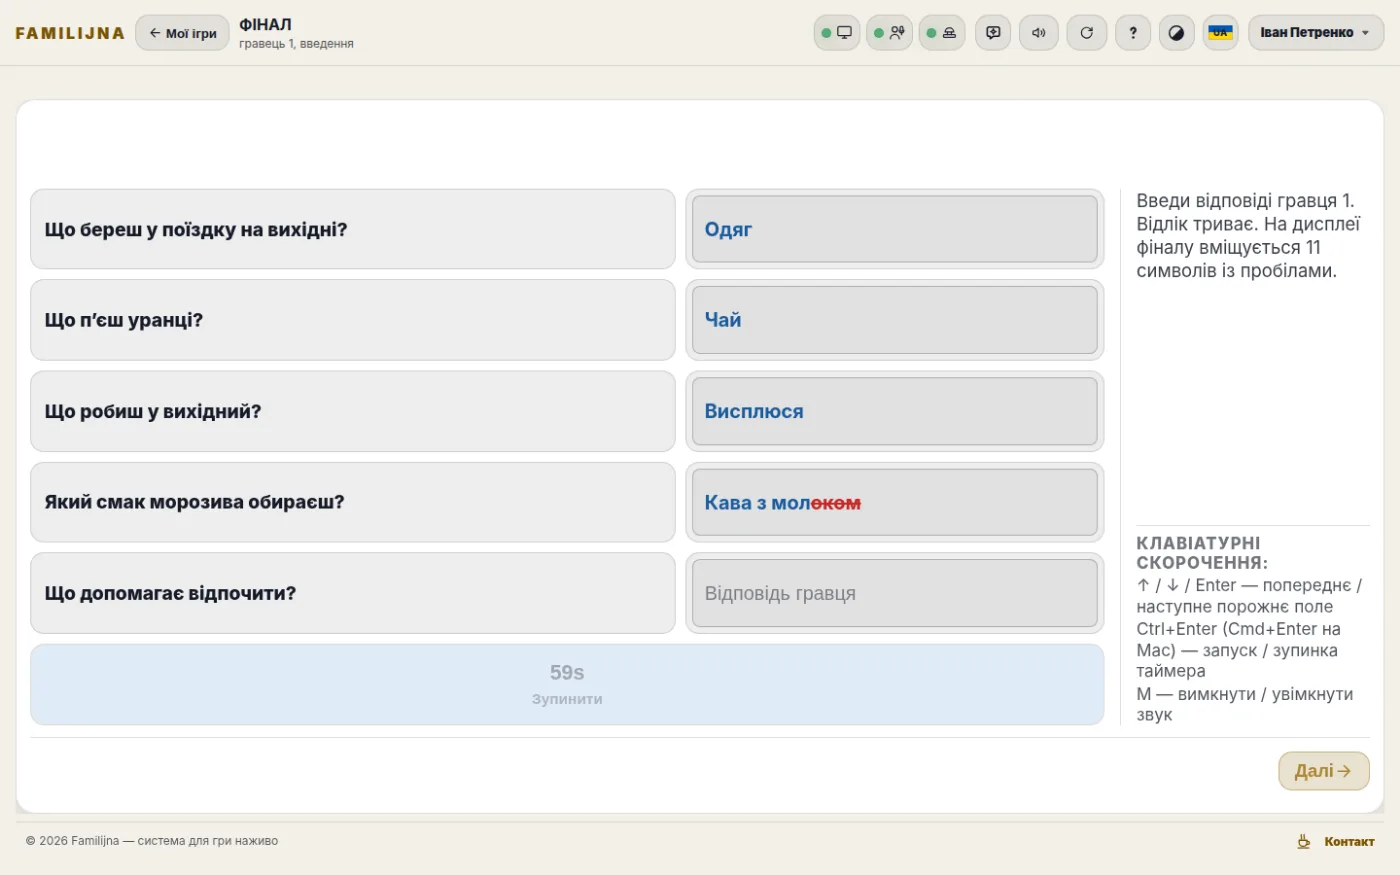 FAMILIJNA
← Мої ігри
ФІНАЛ
гравець 1, введення
?
UA
Іван Петренко
Що береш у поїздку на вихідні?
Одяг
Що п’єш уранці?
Чай
Що робиш у вихідний?
Висплюся
Який смак морозива обираєш?
Кава з молоком
Що допомагає відпочити?
Відповідь гравця
59s
Зупинити
Введи відповіді гравця 1.
Відлік триває. На дисплеї
фіналу вміщується 11
символів із пробілами.
КЛАВІАТУРНІ
СКОРОЧЕННЯ:
↑ / ↓ / Enter — попереднє /
наступне порожнє поле
Ctrl+Enter (Cmd+Enter на
Mac) — запуск / зупинка
таймера
M — вимкнути / увімкнути
звук
Далі →
© 2026 Familijna — система для гри наживо
Контакт